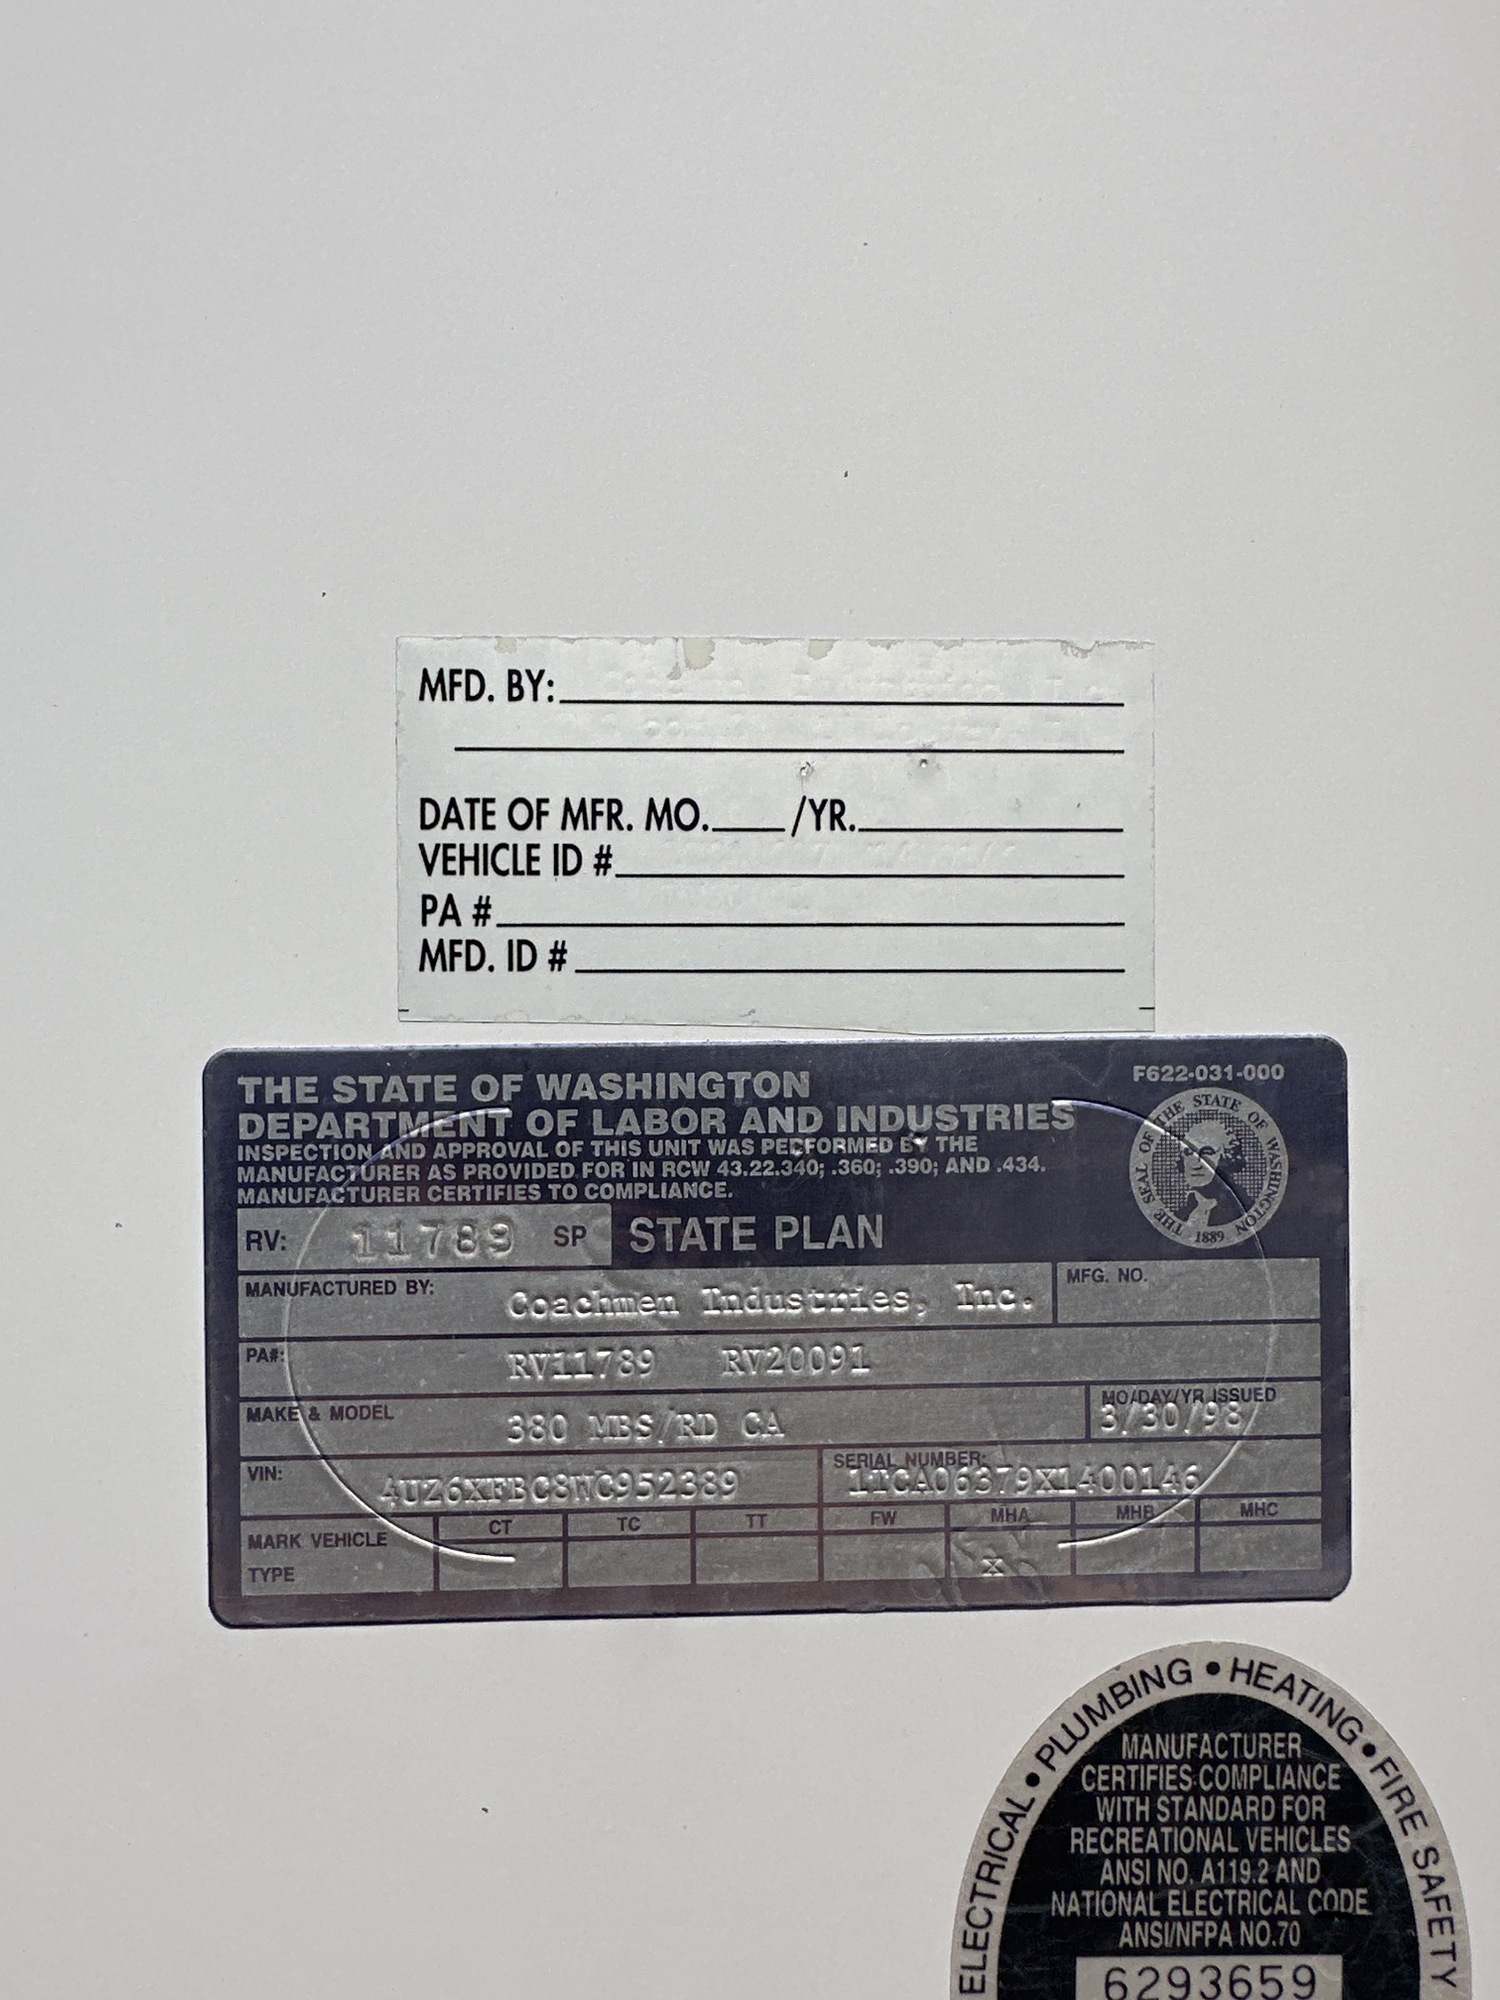 MFD. BY:
DATE OF MFR. MO. /YR.
VEHICLE ID #
PA #
MFD. ID #
THE STATE OF WASHINGTON F622-031-000
DEPARTMENT OF LABOR AND INDUSTRIES
INSPECTION AND APPROVAL OF THIS UNIT WAS PERFORMED BY THE
MANUFACTURER AS PROVIDED FOR IN RCW 43.22.340; .360; .390; AND .434.
MANUFACTURER CERTIFIES TO COMPLIANCE.
THE SEAL OF THE STATE OF WASHINGTON
1889
RV: 11789 SP STATE PLAN
MANUFACTURED BY: Coachmen Industries, Inc. MFG. NO.
PA#: RV11789 RV20091
MAKE & MODEL 380 MBS/RD CA MO/DAY/YR ISSUED
3/30/98
VIN: 4UZ6XFBC8WC952389 SERIAL NUMBER: 1TCA06379X1400146
MARK VEHICLE TYPE CT TC TT FW MHA MHB MHC
X
ELECTRICAL • PLUMBING • HEATING • FIRE SAFETY
MANUFACTURER
CERTIFIES COMPLIANCE
WITH STANDARD FOR
RECREATIONAL VEHICLES
ANSI NO. A119.2 AND
NATIONAL ELECTRICAL CODE
ANSI/NFPA NO.70
6293659